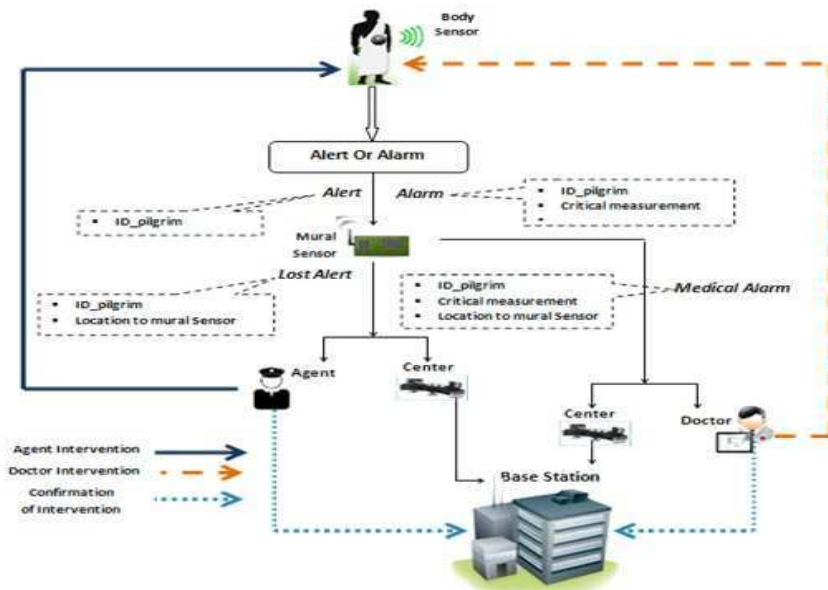 Body
Sensor
Alert Or Alarm
Alert
Alarm
ID_pilgrim
ID_pilgrim
Critical measurement
Mural
Sensor
Lost Alert
ID_pilgrim
Location to mural Sensor
ID_pilgrim
Critical measurement
Location to mural Sensor
Medical Alarm
Agent
Center
Center
Doctor
Base Station
Agent Intervention
Doctor Intervention
Confirmation
of Intervention